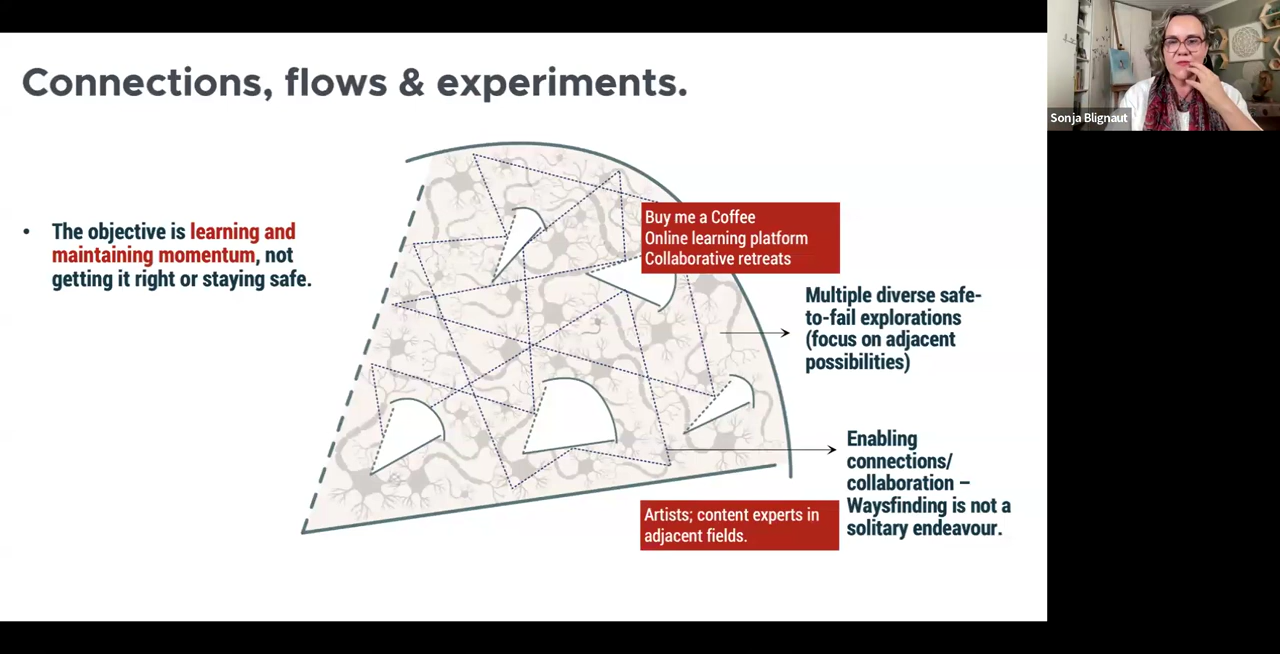 Connections, flows & experiments.
Sonja Blignaut
• The objective is learning and
maintaining momentum, not
getting it right or staying safe.
Buy me a Coffee
Online learning platform
Collaborative retreats
Multiple diverse safe-
to-fail explorations
(focus on adjacent
possibilities)
Enabling
connections/
collaboration –
Waysfinding is not a
solitary endeavour.
Artists; content experts in
adjacent fields.